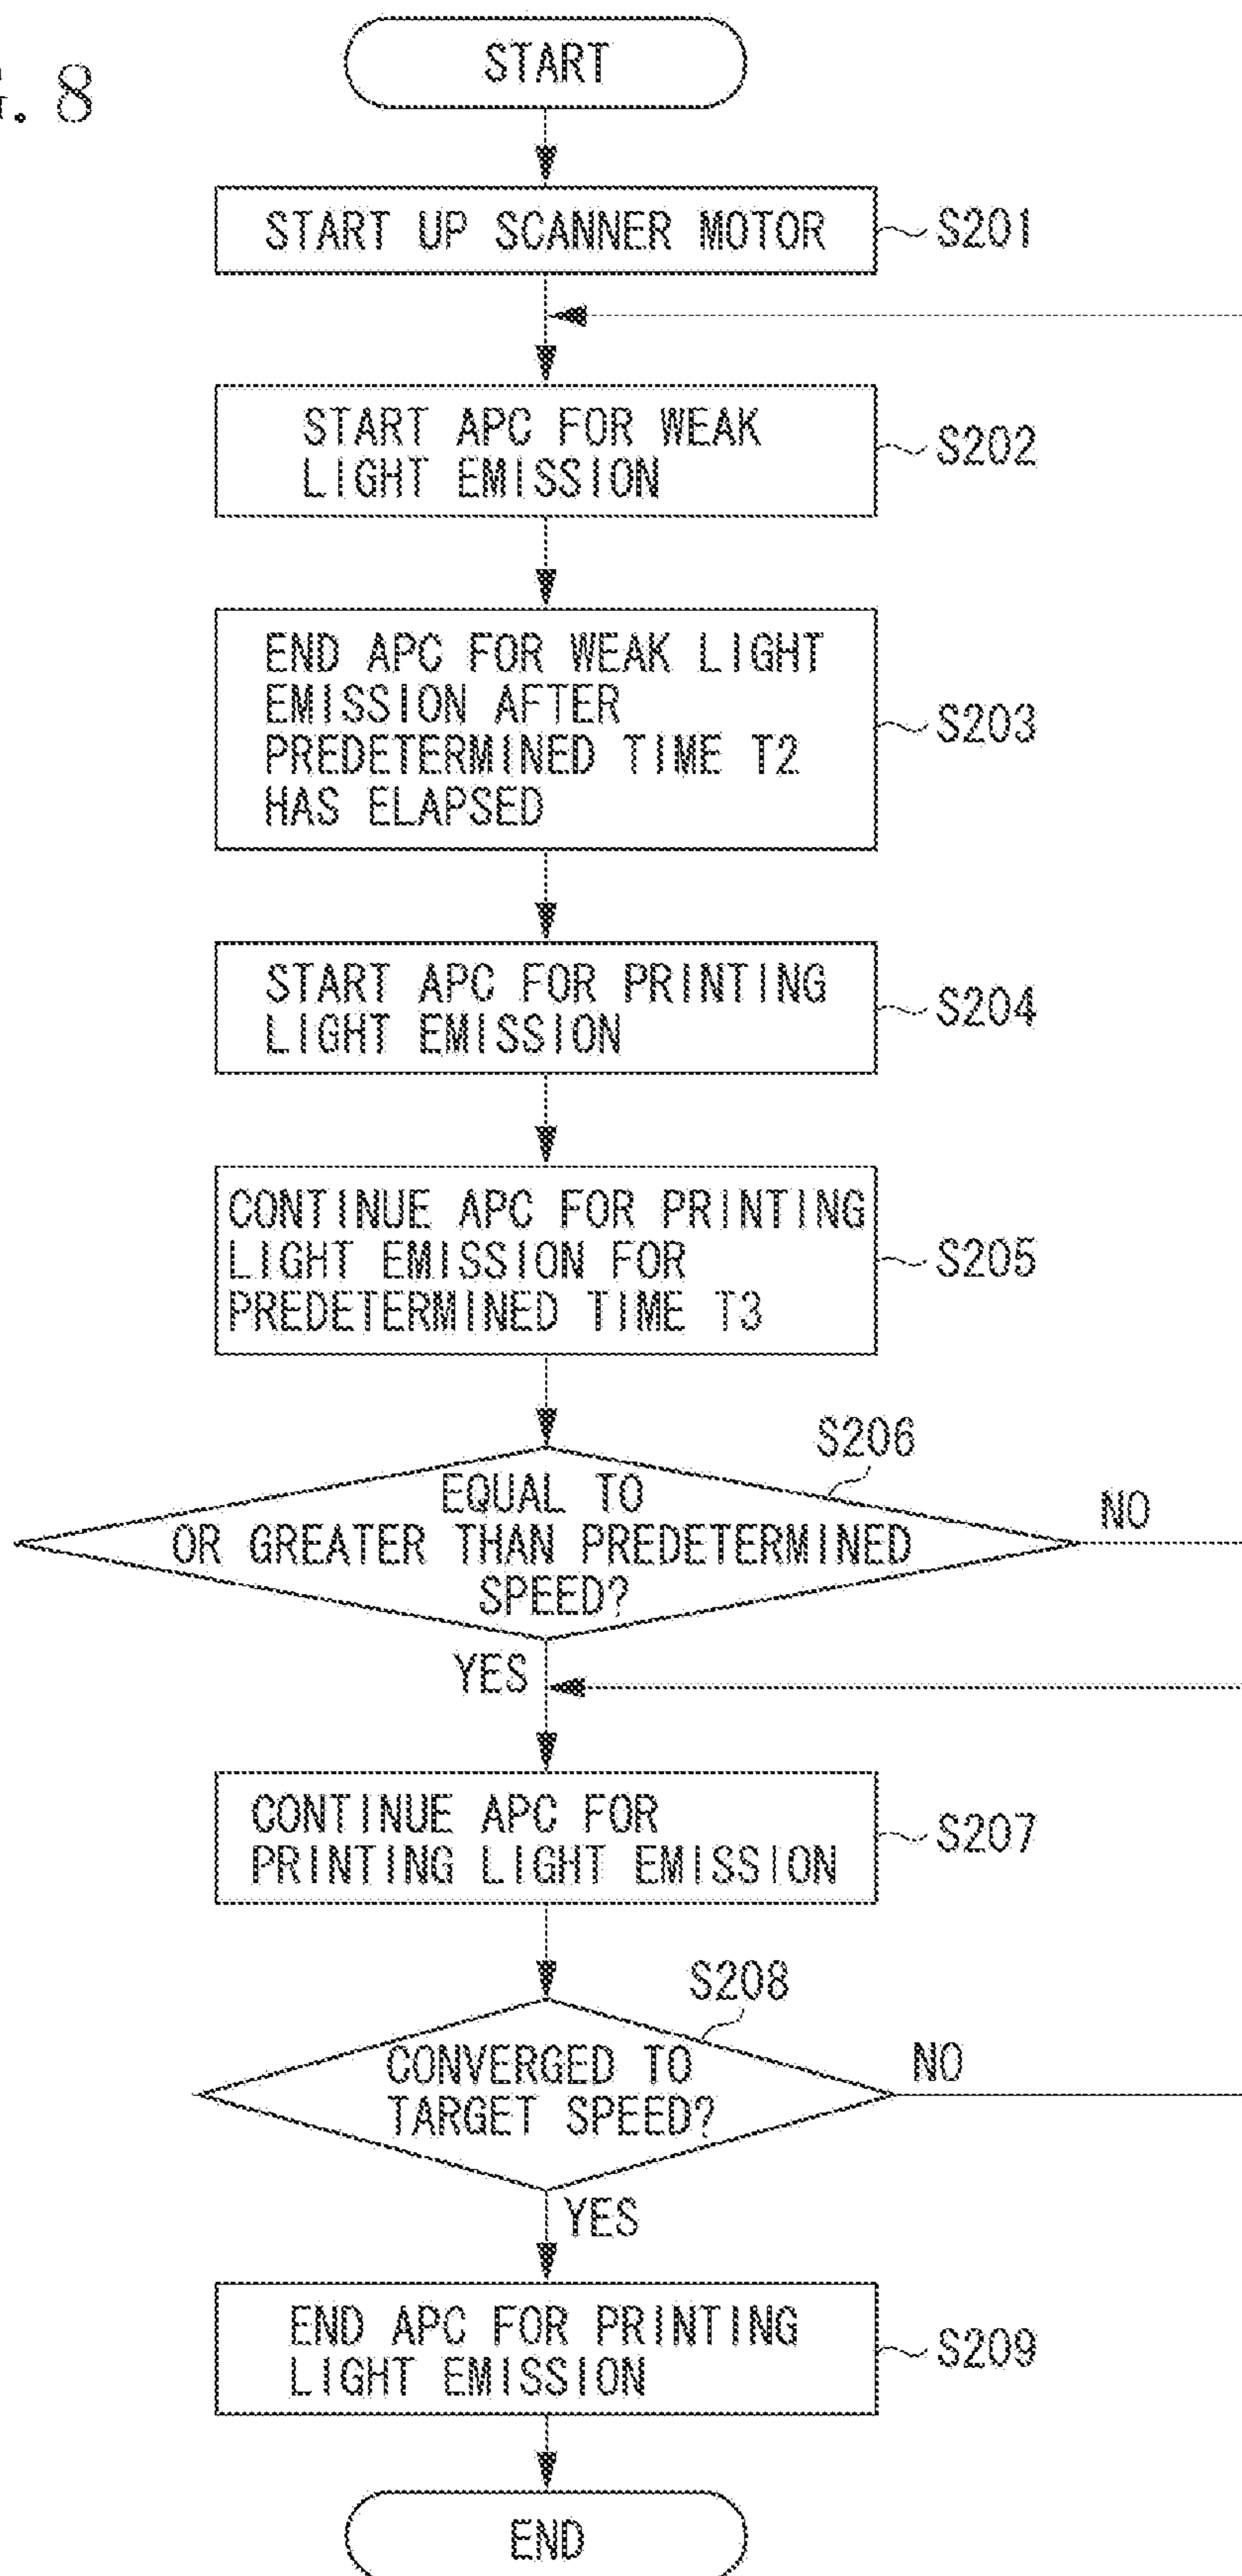 G. 8
START
START UP SCANNER MOTOR
S201
START APC FOR WEAK
LIGHT EMISSION
S202
END APC FOR WEAK LIGHT
EMISSION AFTER
PREDETERMINED TIME T2
HAS ELAPSED
S203
START APC FOR PRINTING
LIGHT EMISSION
S204
CONTINUE APC FOR PRINTING
LIGHT EMISSION FOR
PREDETERMINED TIME T3
S205
S206
EQUAL TO
OR GREATER THAN PREDETERMINED
SPEED?
NO
YES
CONTINUE APC FOR
PRINTING LIGHT EMISSION
S207
S208
CONVERGED TO
TARGET SPEED?
NO
YES
END APC FOR PRINTING
LIGHT EMISSION
S209
END